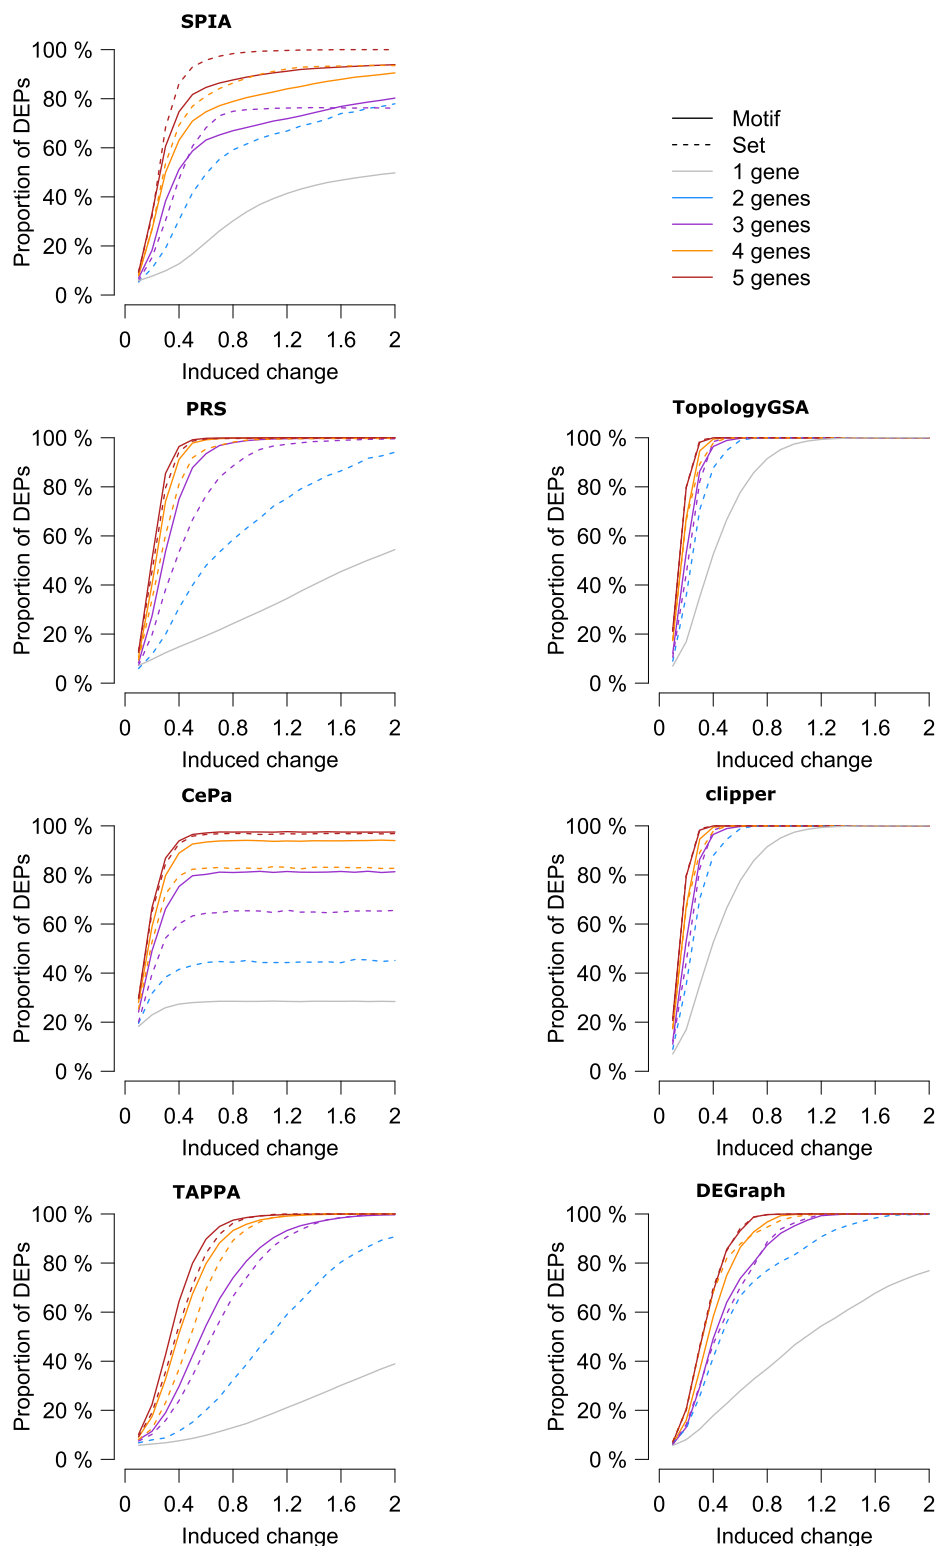 SPIA
Proportion of DEPs
100 %
80 %
60 %
40 %
20 %
0 %
0 0.4 0.8 1.2 1.6 2
Induced change
Motif
Set
1 gene
2 genes
3 genes
4 genes
5 genes
PRS
Proportion of DEPs
100 %
80 %
60 %
40 %
20 %
0 %
0 0.4 0.8 1.2 1.6 2
Induced change
TopologyGSA
Proportion of DEPs
100 %
80 %
60 %
40 %
20 %
0 %
0 0.4 0.8 1.2 1.6 2
Induced change
CePa
Proportion of DEPs
100 %
80 %
60 %
40 %
20 %
0 %
0 0.4 0.8 1.2 1.6 2
Induced change
clipper
Proportion of DEPs
100 %
80 %
60 %
40 %
20 %
0 %
0 0.4 0.8 1.2 1.6 2
Induced change
TAPPA
Proportion of DEPs
100 %
80 %
60 %
40 %
20 %
0 %
0 0.4 0.8 1.2 1.6 2
Induced change
DEGraph
Proportion of DEPs
100 %
80 %
60 %
40 %
20 %
0 %
0 0.4 0.8 1.2 1.6 2
Induced change